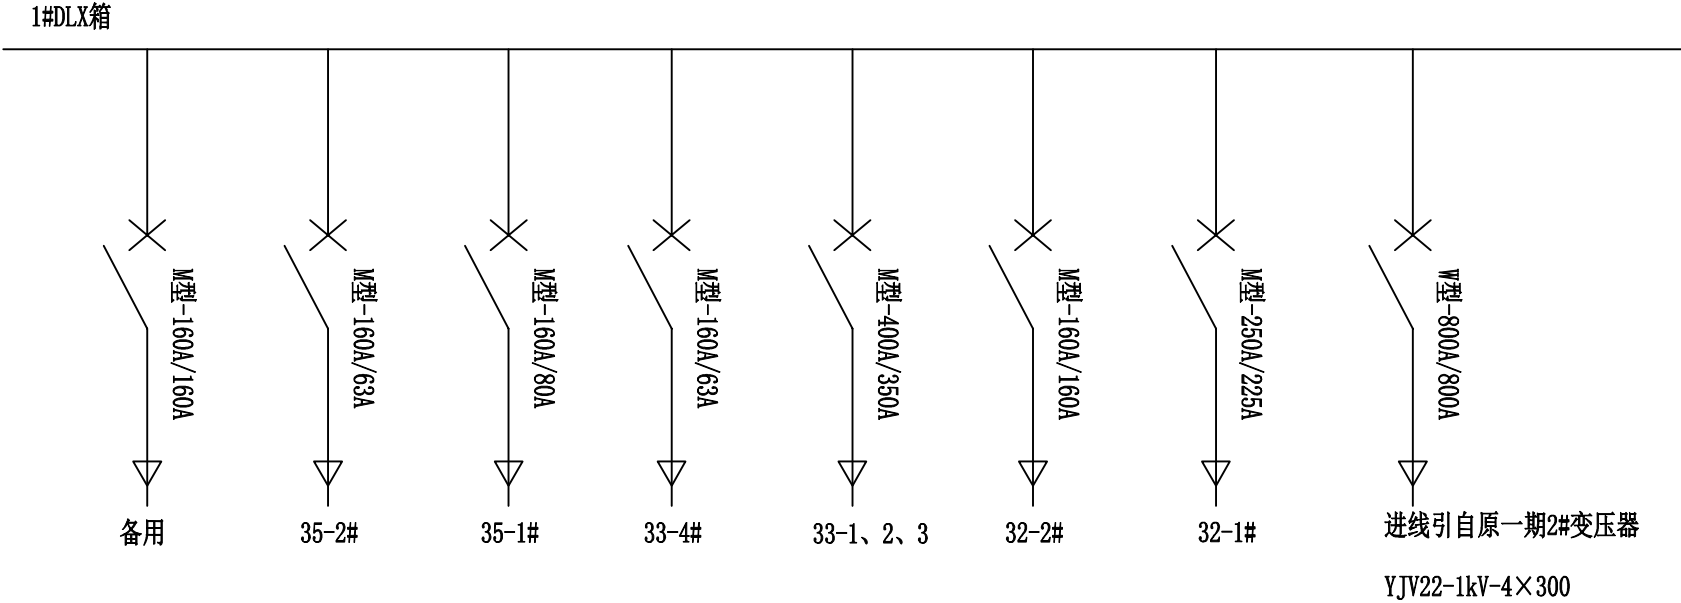 1#DLX箱
M型-160A/160A
M型-160A/63A
M型-160A/80A
M型-160A/63A
M型-400A/350A
M型-160A/160A
M型-250A/225A
W型-800A/800A
备用
35-2#
35-1#
33-4#
33-1、2、3
32-2#
32-1#
进线引自原一期2#变压器
YJV22-1kV-4×300